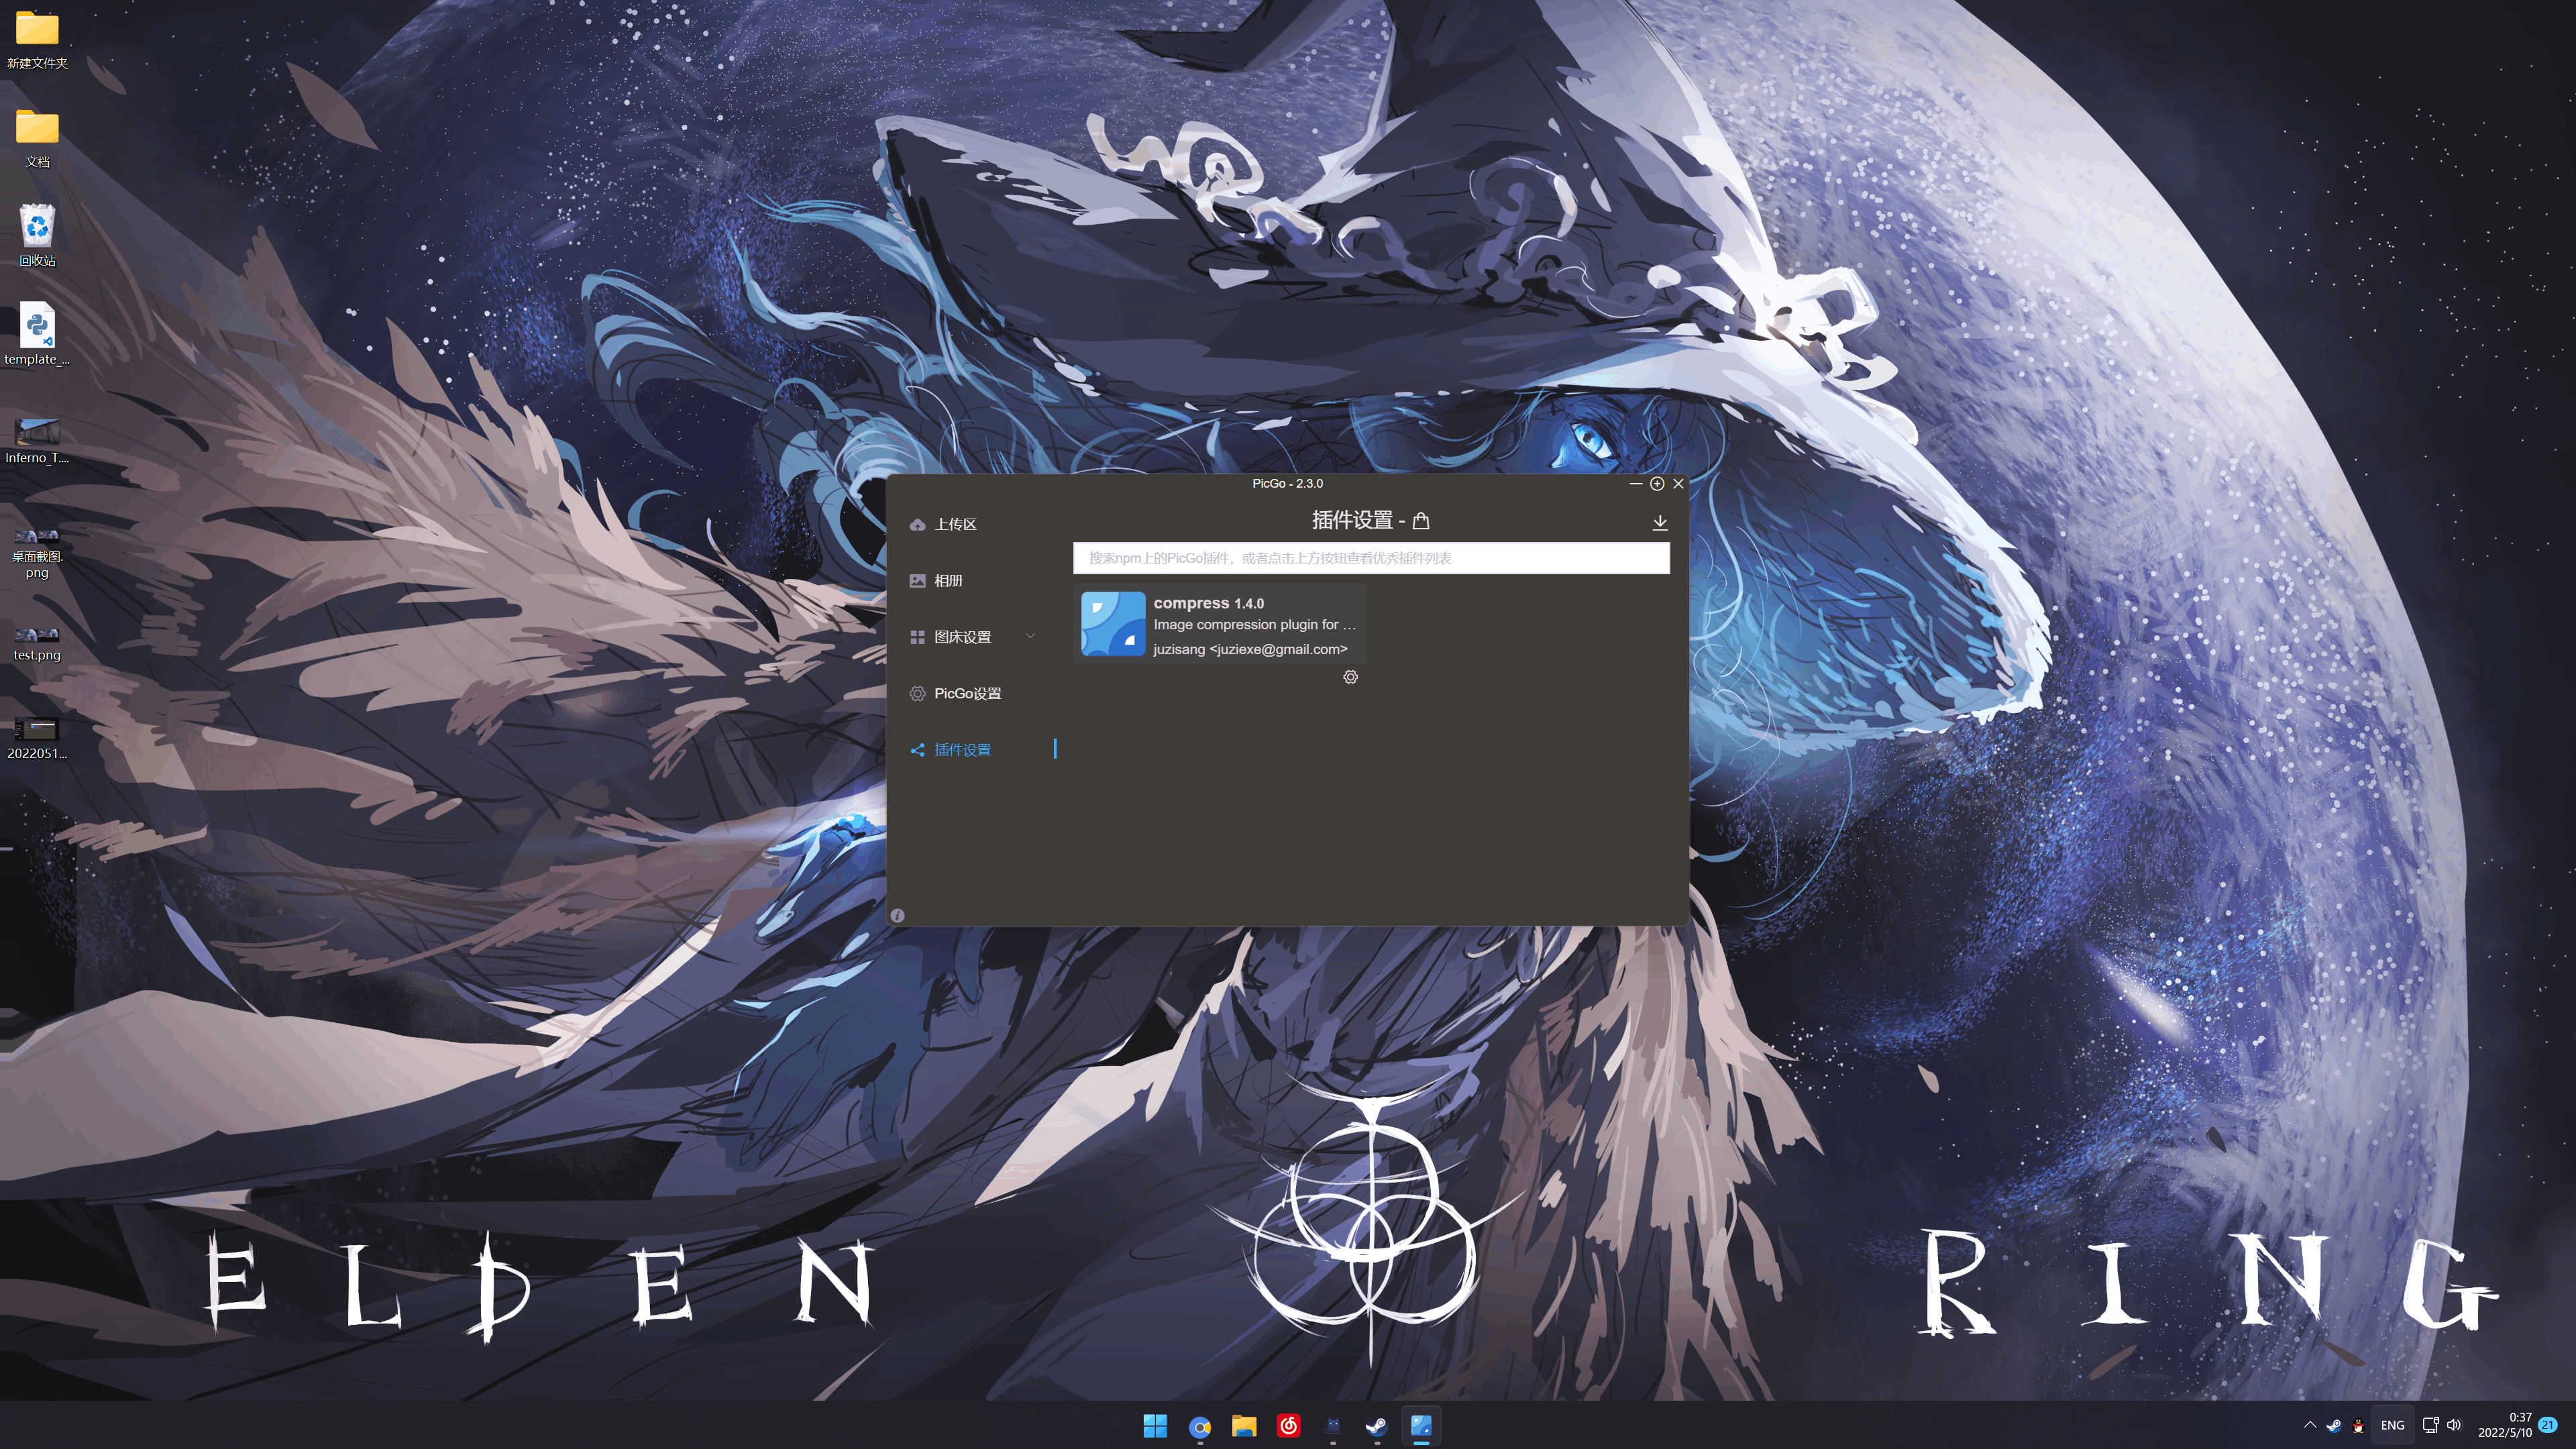 新建文件夹
文档
回收站
template_...
Inferno_T....
桌面截图.
png
test.png
2022051...
PicGo - 2.3.0
上传区
相册
图床设置
PicGo设置
插件设置
插件设置 -
搜索npm上的PicGo插件，或者点击上方按钮查看优秀插件列表
compress 1.4.0
Image compression plugin for …
juzisang <juziexe@gmail.com>
E L D E N R I N G
ENG
0:37
2022/5/10
21